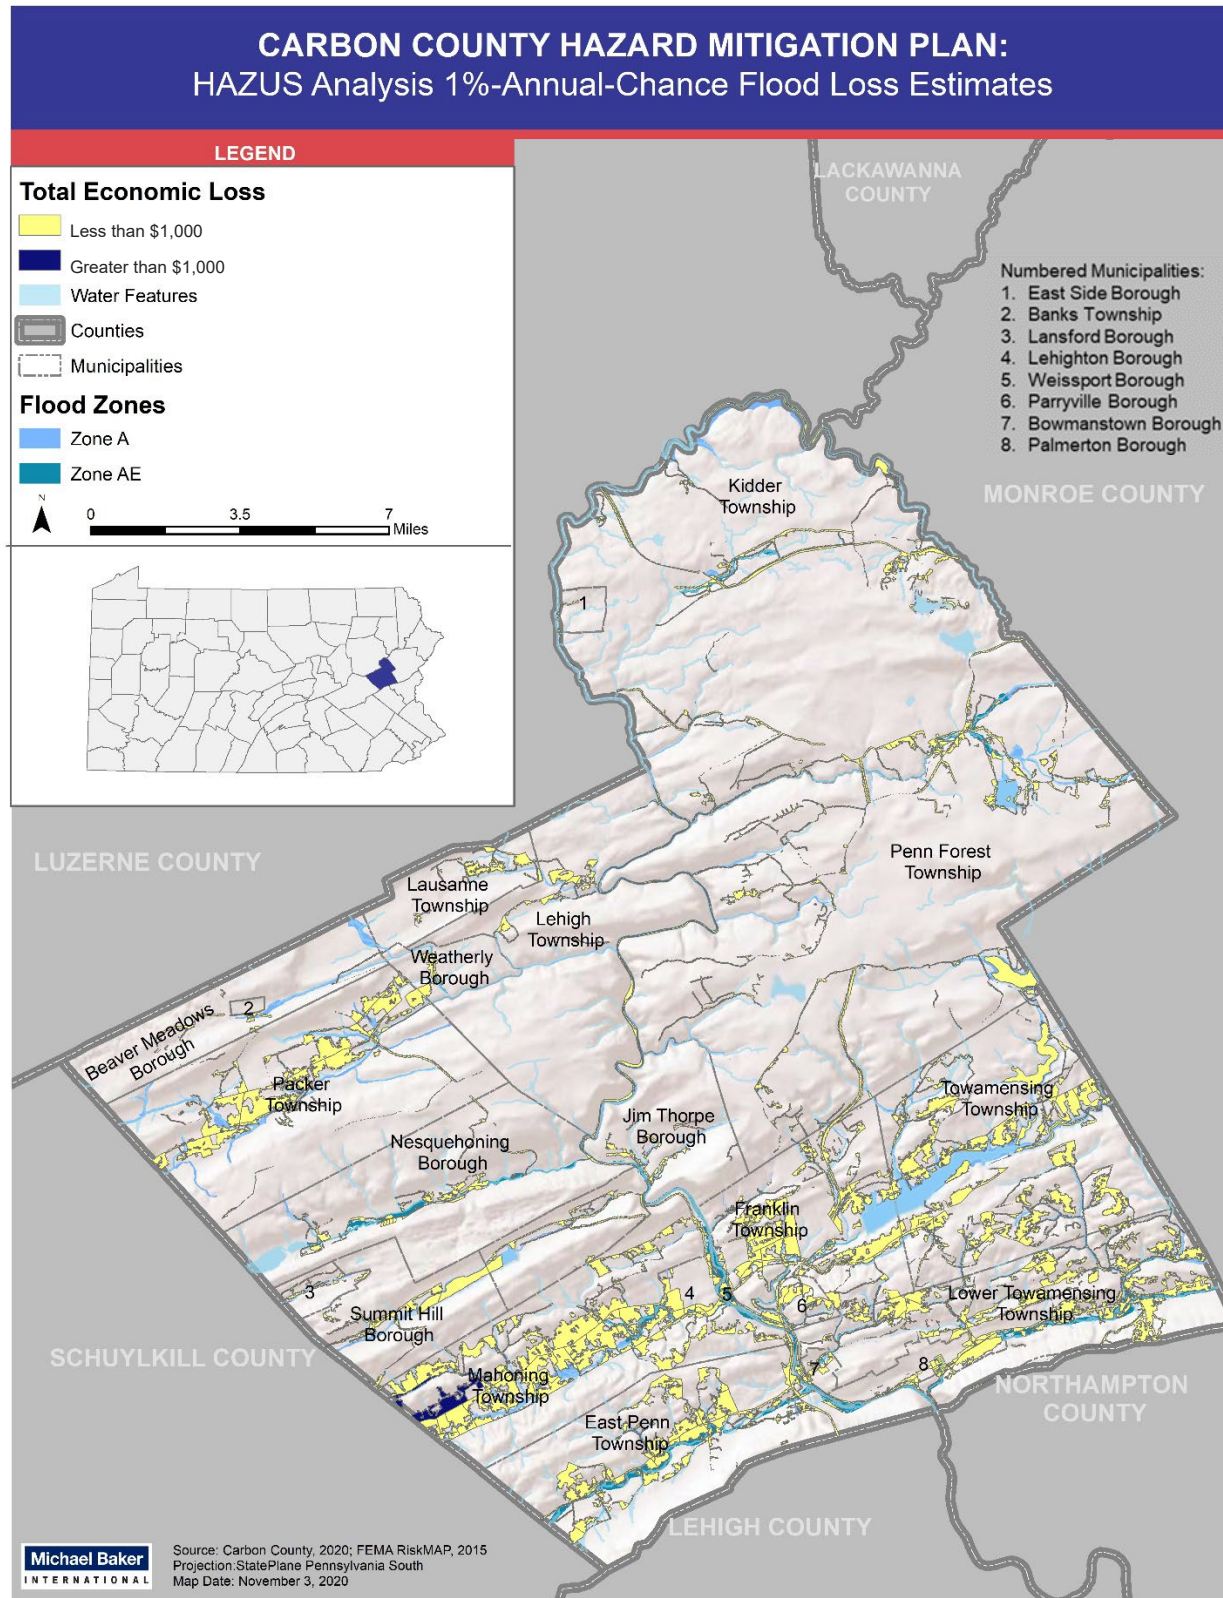 CARBON COUNTY HAZARD MITIGATION PLAN:
HAZUS Analysis 1%-Annual-Chance Flood Loss Estimates
LEGEND
Total Economic Loss
Less than $1,000
Greater than $1,000
Water Features
Counties
Municipalities
Flood Zones
Zone A
Zone AE
N
0 3.5 7
Miles
LACKAWANNA
COUNTY
Numbered Municipalities:
1. East Side Borough
2. Banks Township
3. Lansford Borough
4. Lehighton Borough
5. Weissport Borough
6. Parryville Borough
7. Bowmanstown Borough
8. Palmerton Borough
MONROE COUNTY
Kidder
Township
1
LUZERNE COUNTY
Penn Forest
Township
Lausanne
Township
Lehigh
Township
Weatherly
Borough
2
Beaver Meadows
Borough
Packer
Township
Towamensing
Township
Jim Thorpe
Borough
Nesquehoning
Borough
Franklin
Township
3
4
5
6
Lower Towamensing
Township
Summit Hill
Borough
SCHUYLKILL COUNTY
7
8
Mahoning
Township
NORTHAMPTON
COUNTY
East Penn
Township
LEHIGH COUNTY
Michael Baker
INTERNATIONAL
Source: Carbon County, 2020; FEMA RiskMAP, 2015
Projection:StatePlane Pennsylvania South
Map Date: November 3, 2020